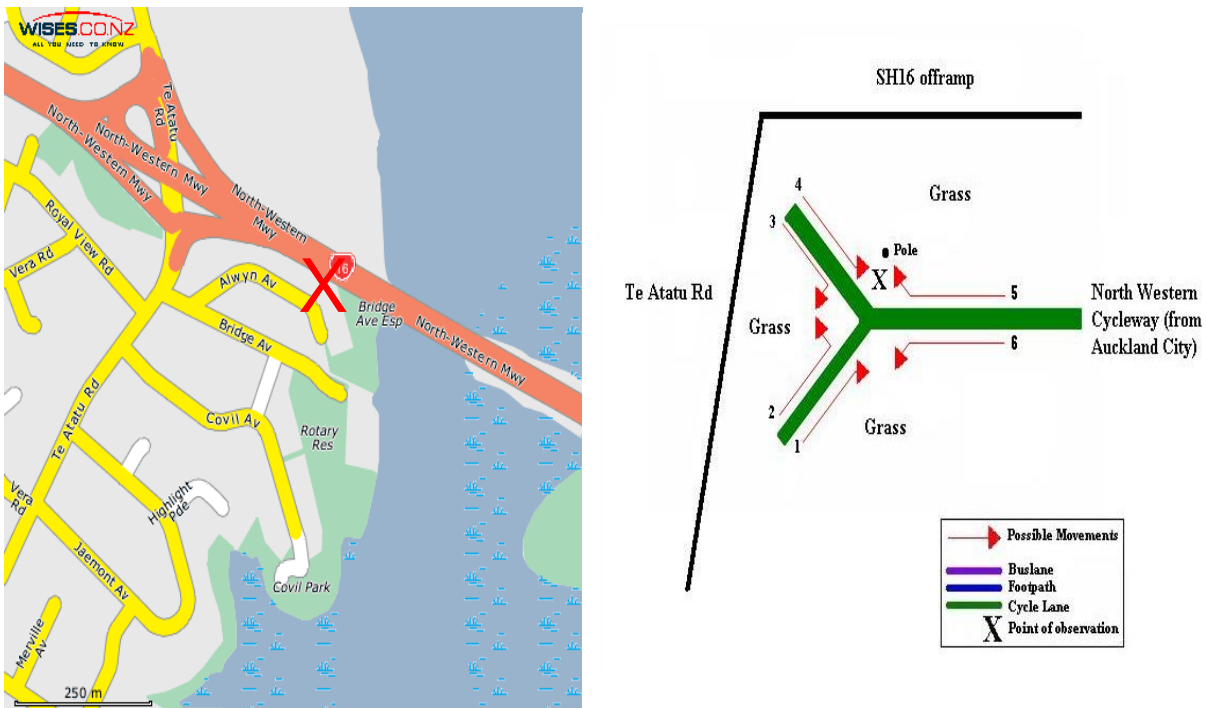 WISES.CO.NZ
ALL YOU NEED TO KNOW
Te Atatu
Rd
North-Western Mwy
North-Western Mwy
North-Western
Mwy
16
Royal View Rd
Vera Rd
Alwyn Av
X
Bridge
Ave Esp
North-Western Mwy
Bridge Av
Te Atatu Rd
Covil Av
Rotary
Res
Vera
Rd
Highlight
Pde
Jaemont Av
Covil Park
Merville
Av
250 m
SH16 offramp
4
Grass
3
Pole
X
Te Atatu Rd
5
North Western
Cycleway (from
Auckland City)
Grass
6
2
Grass
1
Possible Movements
Buslane
Footpath
Cycle Lane
X Point of observation